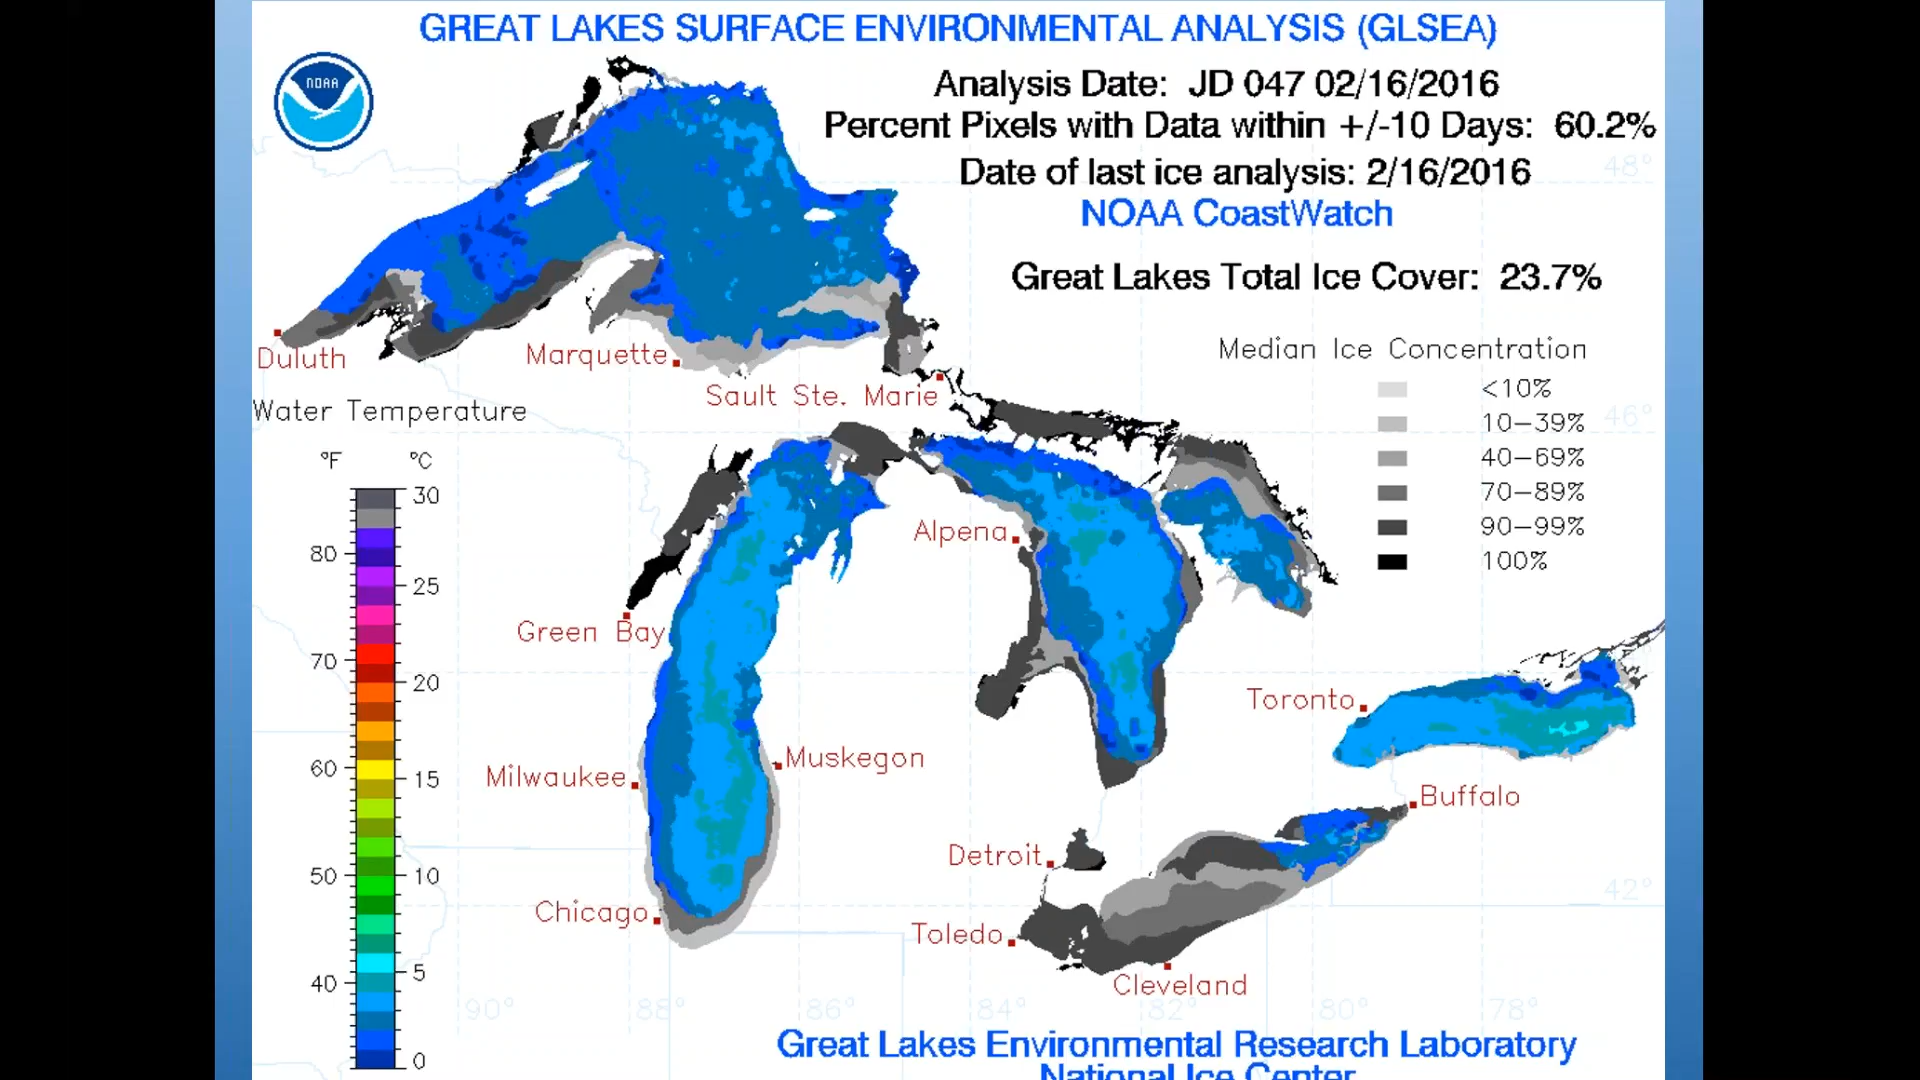 GREAT LAKES SURFACE ENVIRONMENTAL ANALYSIS (GLSEA)
NOAA
Analysis Date: JD 047 02/16/2016
Percent Pixels with Data within +/-10 Days: 60.2%
Date of last ice analysis: 2/16/2016
48°
NOAA CoastWatch
Great Lakes Total Ice Cover: 23.7%
Median Ice Concentration
<10%
10-39%
46°
40-69%
70-89%
90-99%
100%
Duluth
Marquette
Sault Ste. Marie
Water Temperature
°F °C
30
80
25
70
20
60
15
50
10
40
5
0
Alpena
Green Bay
Toronto
Muskegon
Milwaukee
Buffalo
Detroit
42°
Chicago
Toledo
Cleveland
90° 88° 86° 84° 82° 80° 78°
Great Lakes Environmental Research Laboratory
National Ice Center